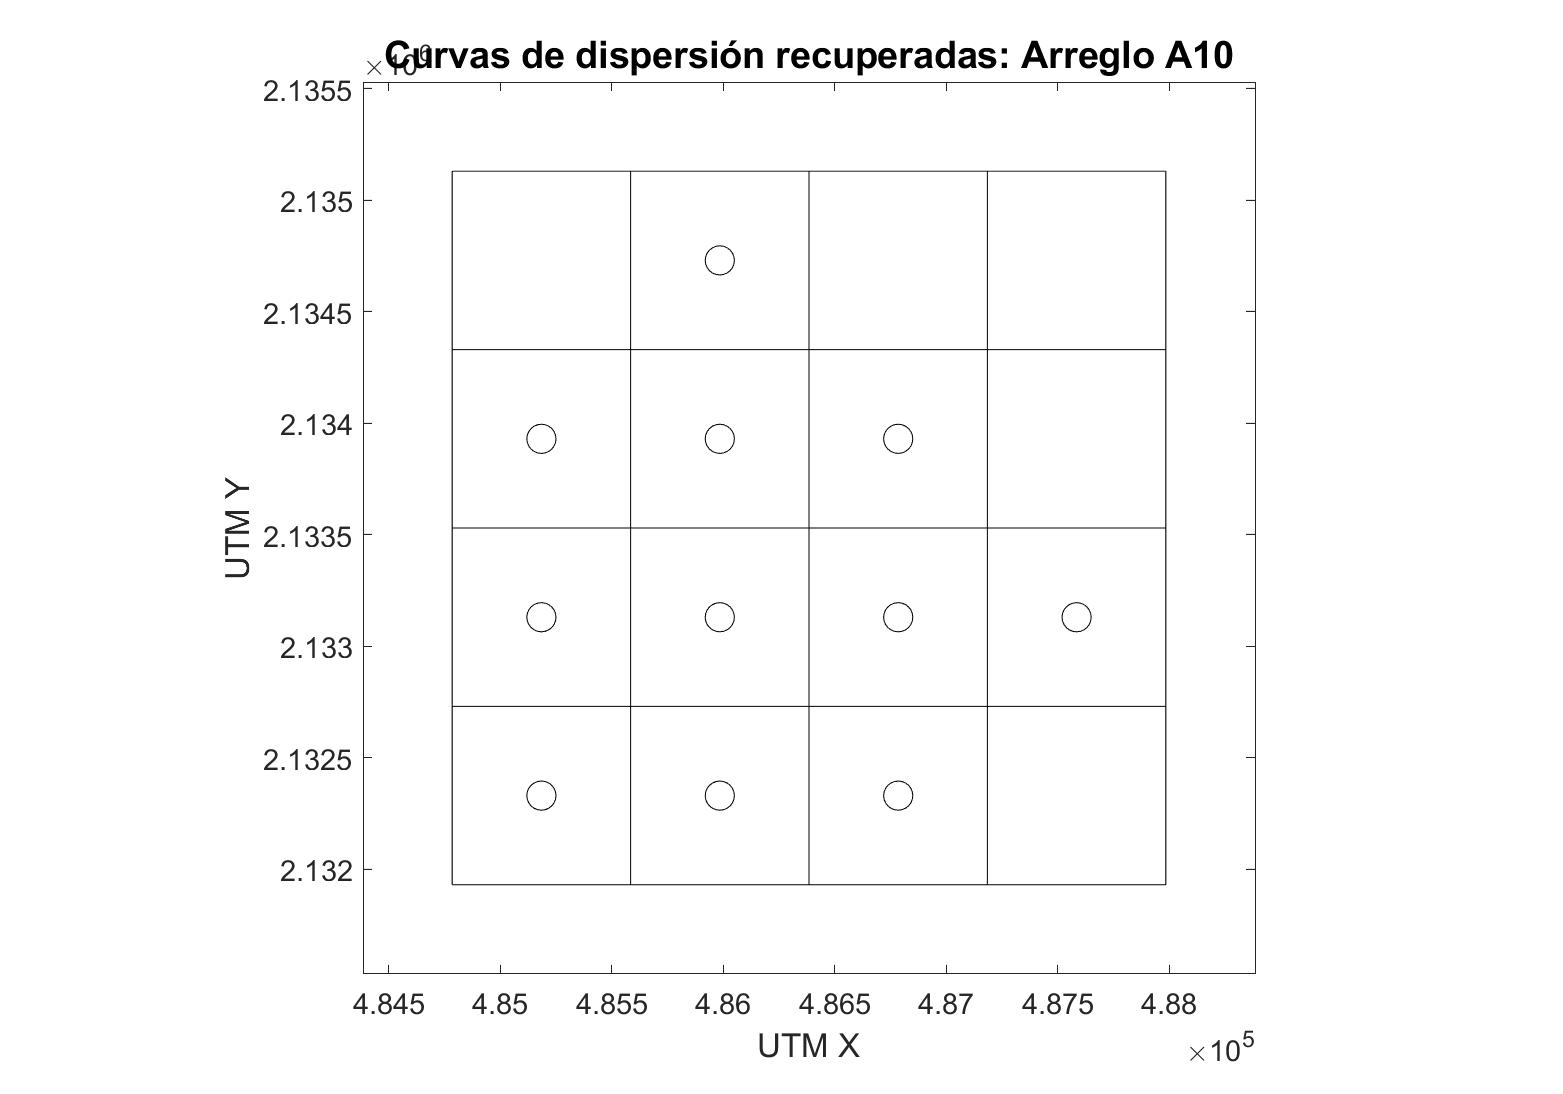 Curvas de dispersión recuperadas: Arreglo A10
×10⁶
2.1355
2.135
2.1345
2.134
2.1335
2.133
2.1325
2.132
UTM Y
4.845 4.85 4.855 4.86 4.865 4.87 4.875 4.88
UTM X
×10⁵